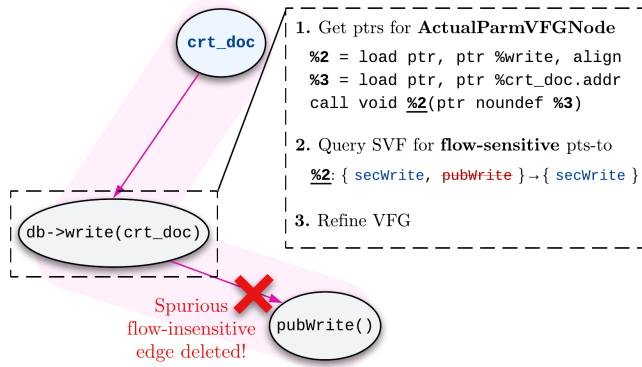 crt_doc
db->write(crt_doc)
Spurious
flow-insensitive
edge deleted!
pubWrite()
1. Get ptrs for ActualParmVFGNode
%2 = load ptr, ptr %write, align
%3 = load ptr, ptr %crt_doc.addr
call void %2(ptr noundef %3)
2. Query SVF for flow-sensitive pts-to
%2: { secWrite, pubWrite }→{ secWrite }
3. Refine VFG